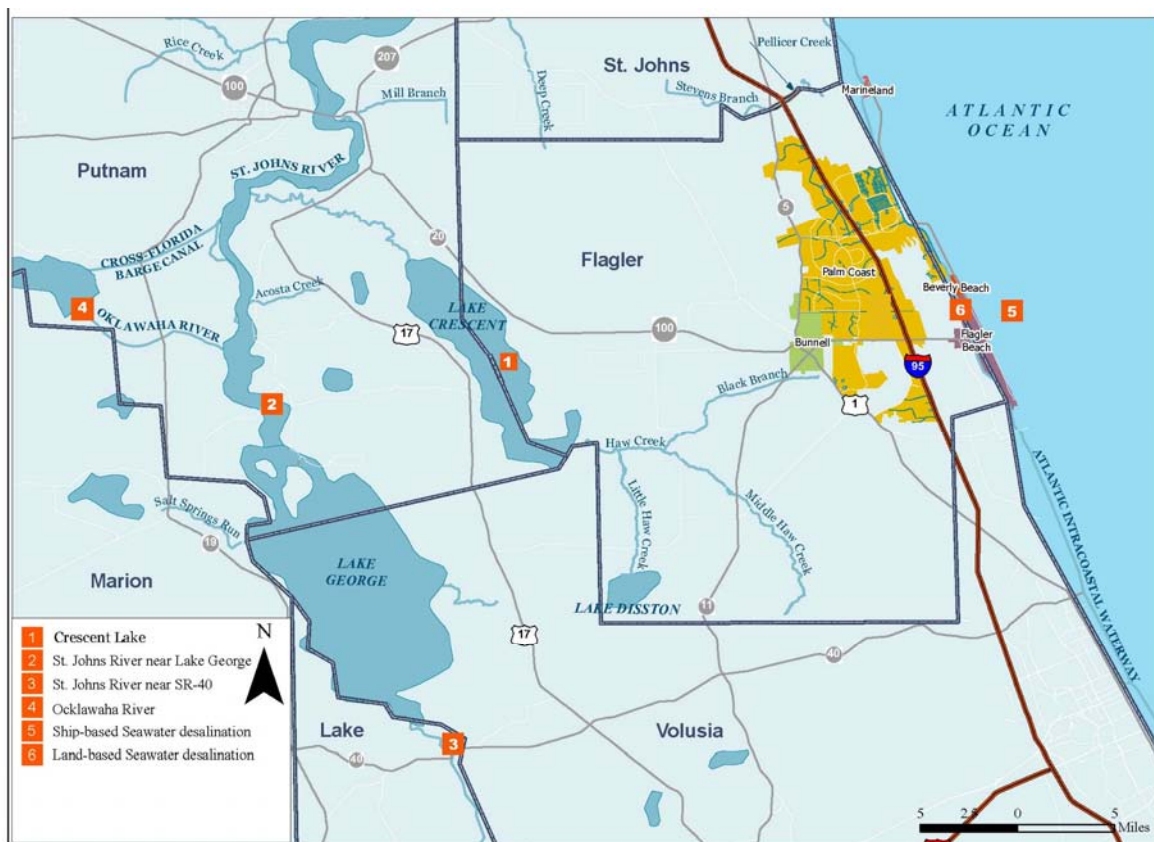 Rice Creek
207
100
Mill Branch
Deep Creek
St. Johns
Pellicer Creek
Stevens Branch
Marineland
ATLANTIC
OCEAN
Putnam
ST. JOHNS RIVER
CROSS-FLORIDA
BARGE CANAL
20
5
Flagler
Palm Coast
Acosta Creek
LAKE
CRESCENT
Beverly Beach
4
OKLAWAHA RIVER
17
100
6
5
Flagler
Beach
Bunnell
1
95
Black Branch
1
2
Haw Creek
Little Haw Creek
Middle Haw Creek
ATLANTIC INTRACOASTAL WATERWAY
Salt Springs Run
19
LAKE
GEORGE
Marion
LAKE DISSTON
11
17
40
Lake
Volusia
3
40
N
1 Crescent Lake
2 St. Johns River near Lake George
3 St. Johns River near SR-40
4 Ocklawaha River
5 Ship-based Seawater desalination
6 Land-based Seawater desalination
5 2.5 0 5
Miles